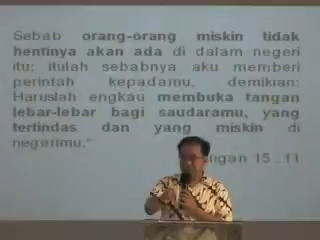 Sebab orang-orang miskin tidak
hentinya akan ada di dalam negeri
itu; itulah sebabnya aku memberi
perintah kepadamu, demikian:
Haruslah engkau membuka tangan
lebar-lebar bagi saudaramu, yang
tertindas dan yang miskin di
negerimu."
ngan 15 : 11